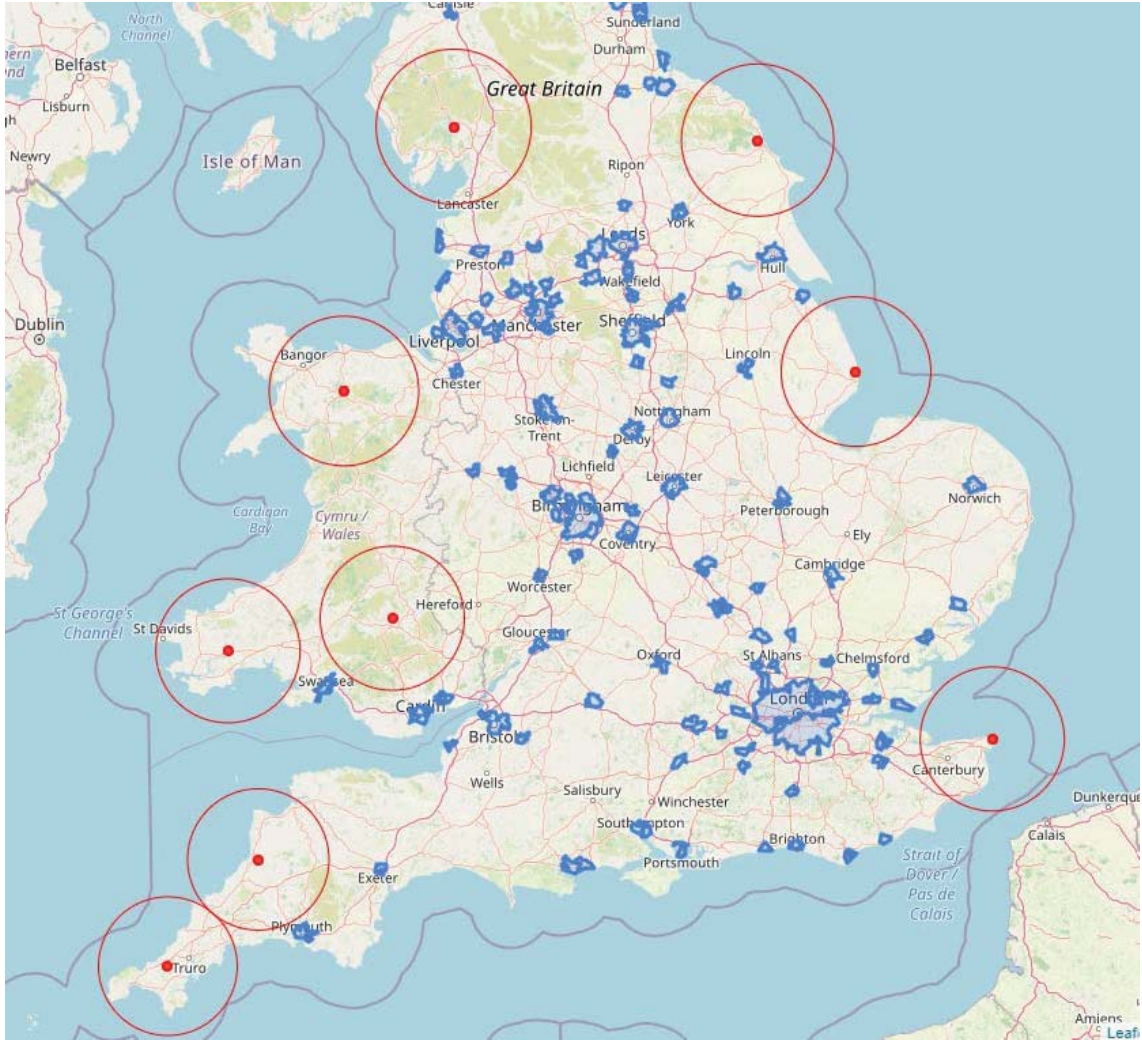 Carlisle
North
Channel
Sunderland
Durham
Belfast
Lisburn
Great Britain
Newry
Isle of Man
Ripon
Lancaster
York
Leeds
Preston
Hull
Wakefield
Dublin
Manchester
Sheffield
Liverpool
Bangor
Chester
Lincoln
Stoke-on-
Trent
Nottingham
Derby
Lichfield
Leicester
Norwich
Birmingham
Peterborough
Cardigan
Bay
Cymru /
Wales
Ely
Coventry
Cambridge
Worcester
Hereford
St George's
Channel
St Davids
Gloucester
Oxford
St Albans
Chelmsford
Swansea
London
Cardiff
Bristol
Canterbury
Wells
Salisbury
Winchester
Dunkerque
Southampton
Calais
Brighton
Portsmouth
Exeter
Strait of
Dover /
Pas de
Calais
Plymouth
Truro
Amiens
Leaf